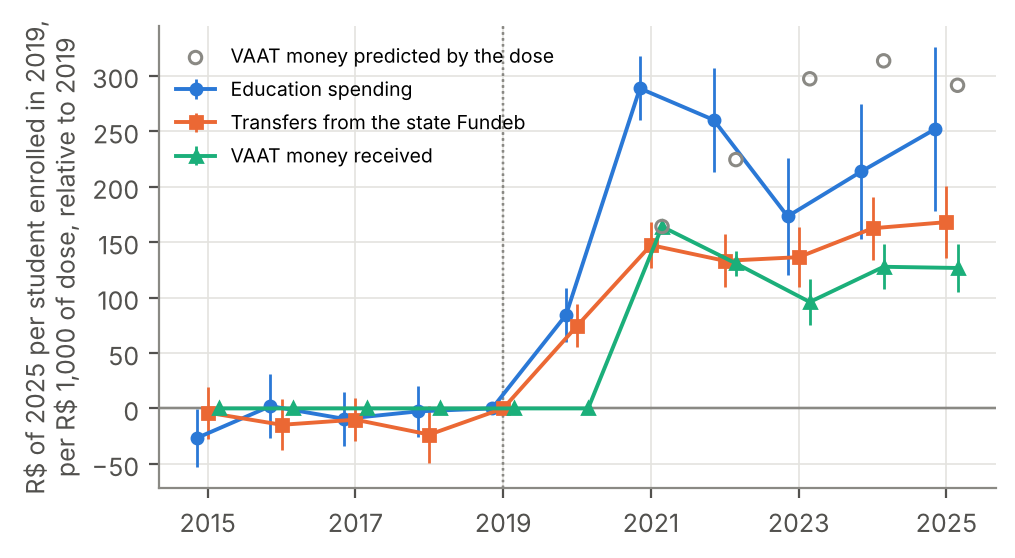 R$ of 2025 per student enrolled in 2019,
per R$ 1,000 of dose, relative to 2019
VAAT money predicted by the dose
Education spending
Transfers from the state Fundeb
VAAT money received
300
250
200
150
100
50
0
−50
2015
2017
2019
2021
2023
2025